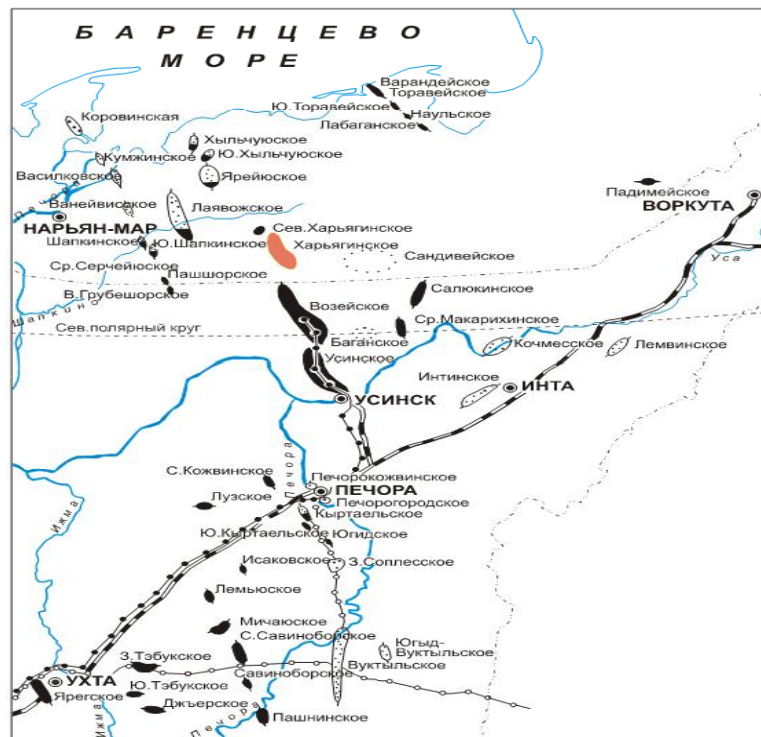 БАРЕНЦЕВО
МОРЕ
Варандейское
Торавейское
Ю.Торавейское
Наульское
Лабаганское
Коровинская
Хыльчуюское
Ю.Хыльчуюское
Кумжинское
Василковское
Ярейюское
Печора
Ванейвисское
Лаявожское
Падимейское
ВОРКУТА
НАРЬЯН-МАР
Сев.Харьягинское
Шапкинское
Ю.Шапкинское
Харьягинское
Сандивейское
Уса
Ср.Серчейюское
Пашшорское
Салюкинское
В.Грубешорское
Возейское
Шапкино
Ср.Макарихинское
Сев.полярный круг
Баганское
Кочмесское
Лемвинское
Усинское
Интинское
ИНТА
УСИНСК
С.Кожвинское
Печорокожвинское
Печора
ПЕЧОРА
Лузское
Печорогородское
Ижма
Кыртаельское
Ю.Кыртаельское
Югидское
Исаковское
З.Соплесское
Лемьюское
Мичаюское
С.Савиноборское
Югыд-
Вуктыльское
З.Тэбукское
Вуктыльское
УХТА
Савиноборское
Ярегское
Ю.Тэбукское
Джъерское
Ижма
Печора
Пашнинское